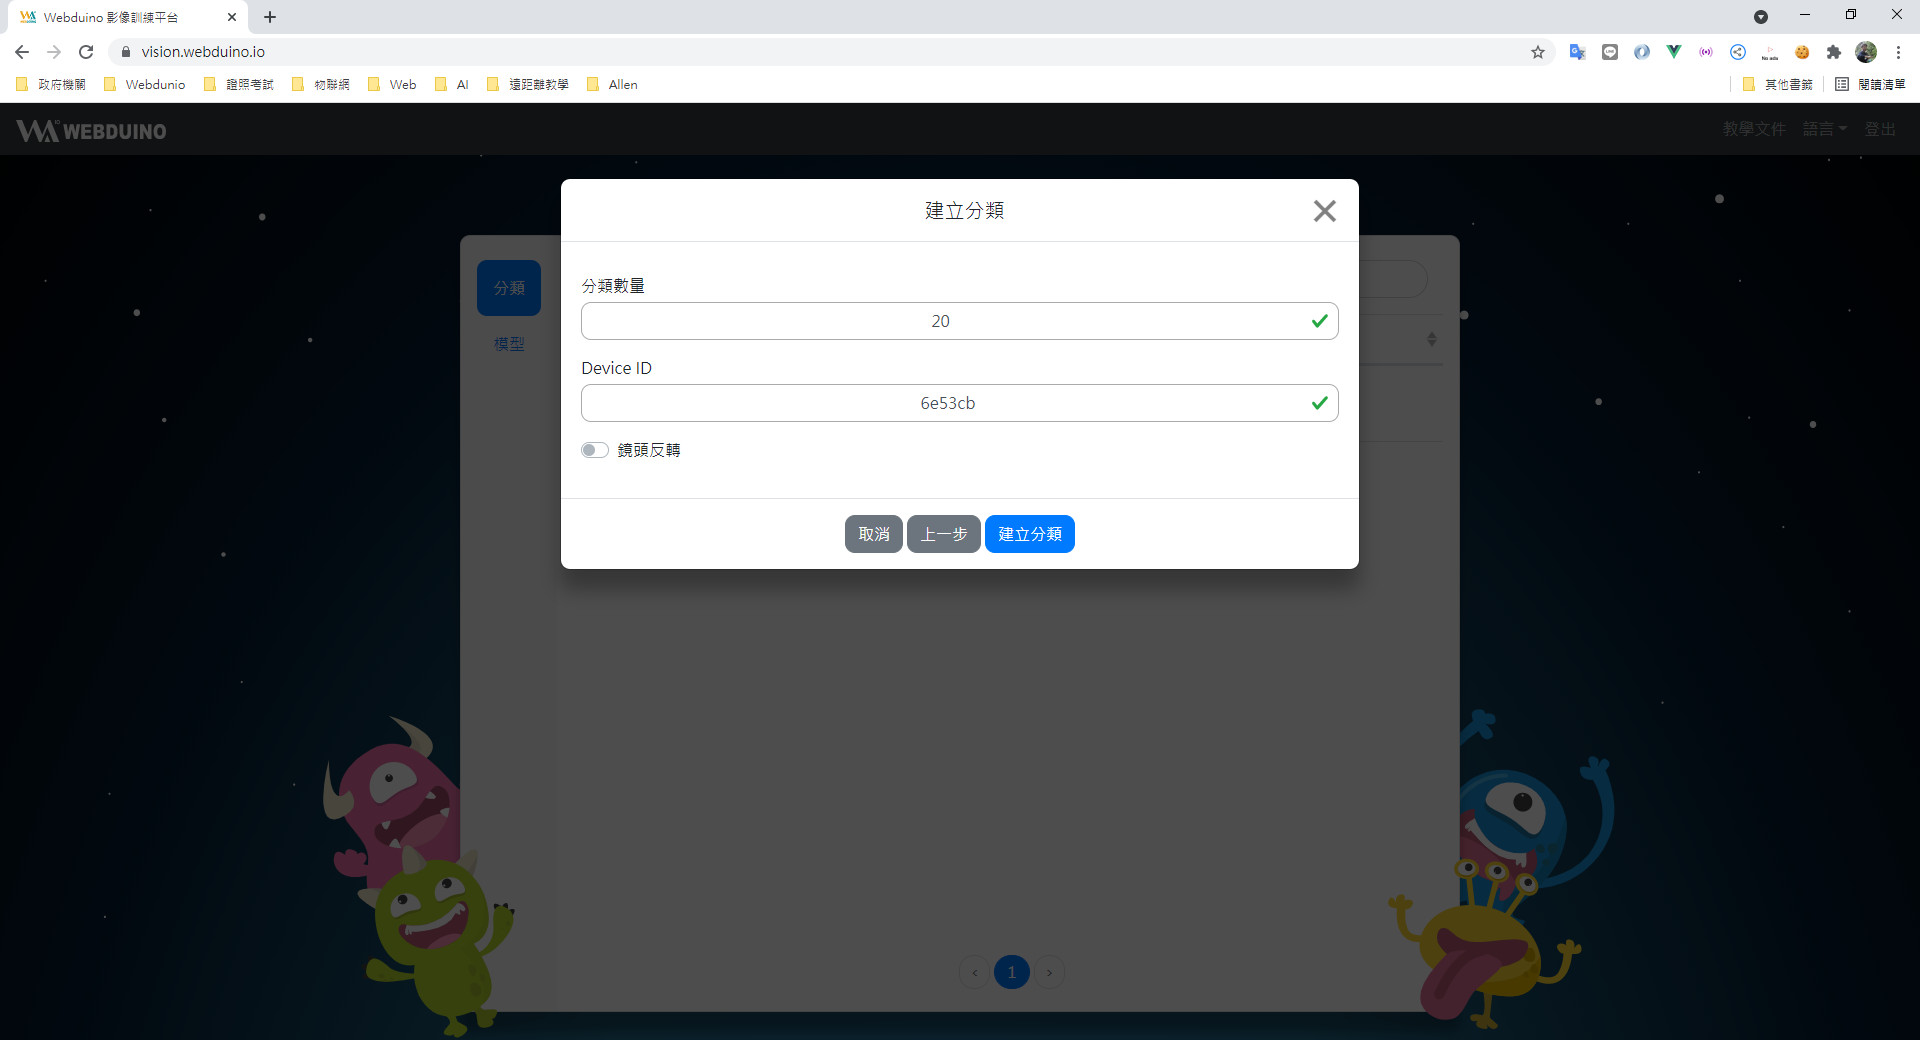 Webduino 影像訓練平台
vision.webduino.io
No ads
政府機關 Webdunio 證照考試 物聯網 Web AI 遠距離教學 Allen 其他書籤 閱讀清單
WEBDUINO 教學文件 語言 登出
建立分類
分類
模型
分類數量
20
Device ID
6e53cb
鏡頭反轉
取消 上一步 建立分類
‹ 1 ›